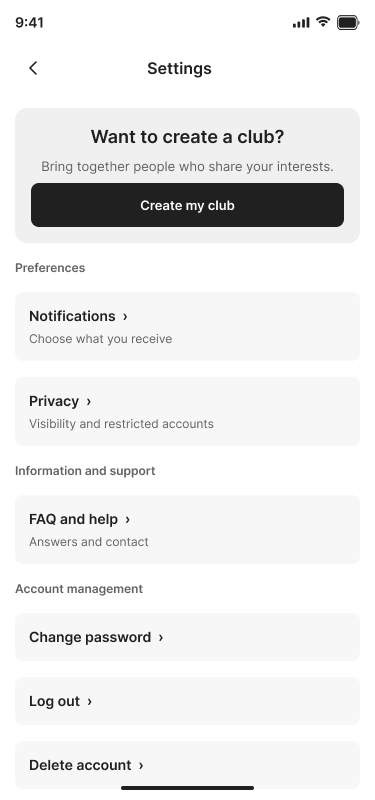 9:41
Settings
Want to create a club?
Bring together people who share your interests.
Create my club
Preferences
Notifications ›
Choose what you receive
Privacy ›
Visibility and restricted accounts
Information and support
FAQ and help ›
Answers and contact
Account management
Change password ›
Log out ›
Delete account ›